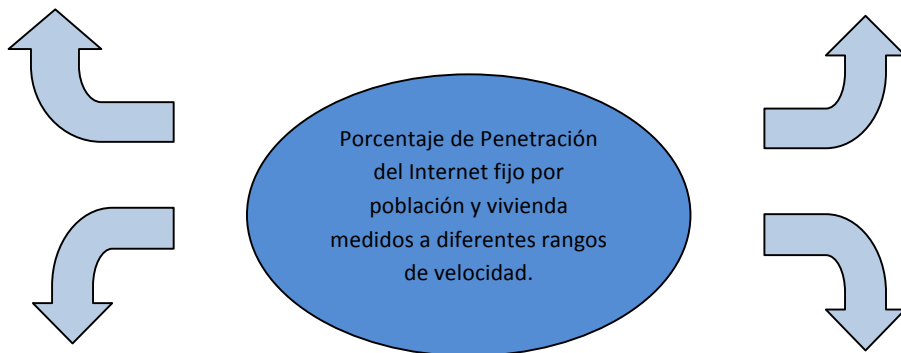 Porcentaje de Penetración
del Internet fijo por
población y vivienda
medidos a diferentes rangos
de velocidad.